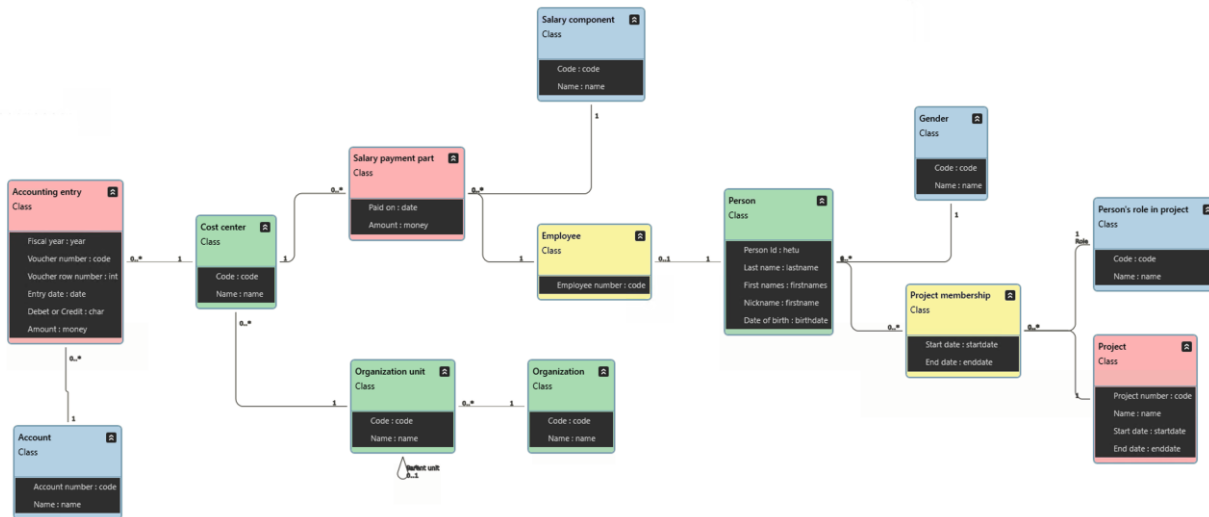 Salary component
Class
Code : code
Name : name
1
Gender
Class
Code : code
Name : name
1
Salary payment part
Class
Paid on : date
Amount : money
0..*
0..*
Accounting entry
Class
Fiscal year : year
Voucher number : code
Voucher row number : int
Entry date : date
Debet or Credit : char
Amount : money
0..*
0..*
Cost center
Class
Code : code
Name : name
1
1
0..*
Employee
Class
Employee number : code
1
0..1
Person
Class
Person Id : hetu
Last name : lastname
First names : firstnames
Nickname : firstname
Date of birth : birthdate
1
Person's role in project
Class
Code : code
Name : name
1
Role
Project membership
Class
Start date : startdate
End date : enddate
0..*
0..*
Project
Class
Project number : code
Name : name
Start date : startdate
End date : enddate
1
Organization unit
Class
Code : code
Name : name
1
0..*
unit
0..1
Organization
Class
Code : code
Name : name
1
Account
Class
Account number : code
Name : name
1